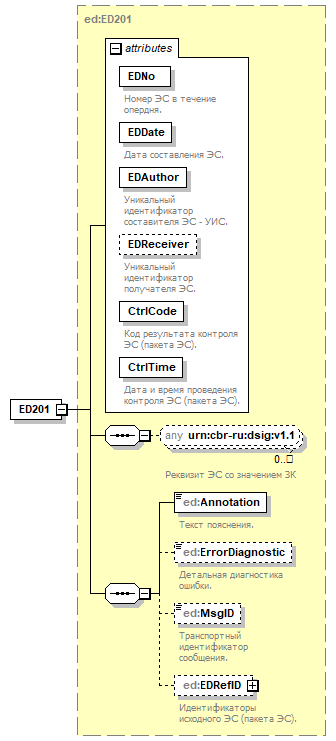 ed:ED201
attributes
EDNo
Номер ЭС в течение
опердня.
EDDate
Дата составления ЭС.
EDAuthor
Уникальный
идентификатор
составителя ЭС - УИС.
EDReceiver
Уникальный
идентификатор
получателя ЭС.
CtrlCode
Код результата контроля
ЭС (пакета ЭС).
CtrlTime
Дата и время проведения
контроля ЭС (пакета ЭС).
ED201
any urn:cbr-ru:dsig:v1.1
0..□
Реквизит ЭС со значением ЗК
ed:Annotation
Текст пояснения.
ed:ErrorDiagnostic
Детальная диагностика
ошибки.
ed:MsgID
Транспортный
идентификатор
сообщения.
ed:EDRefID
Идентификаторы
исходного ЭС (пакета ЭС).